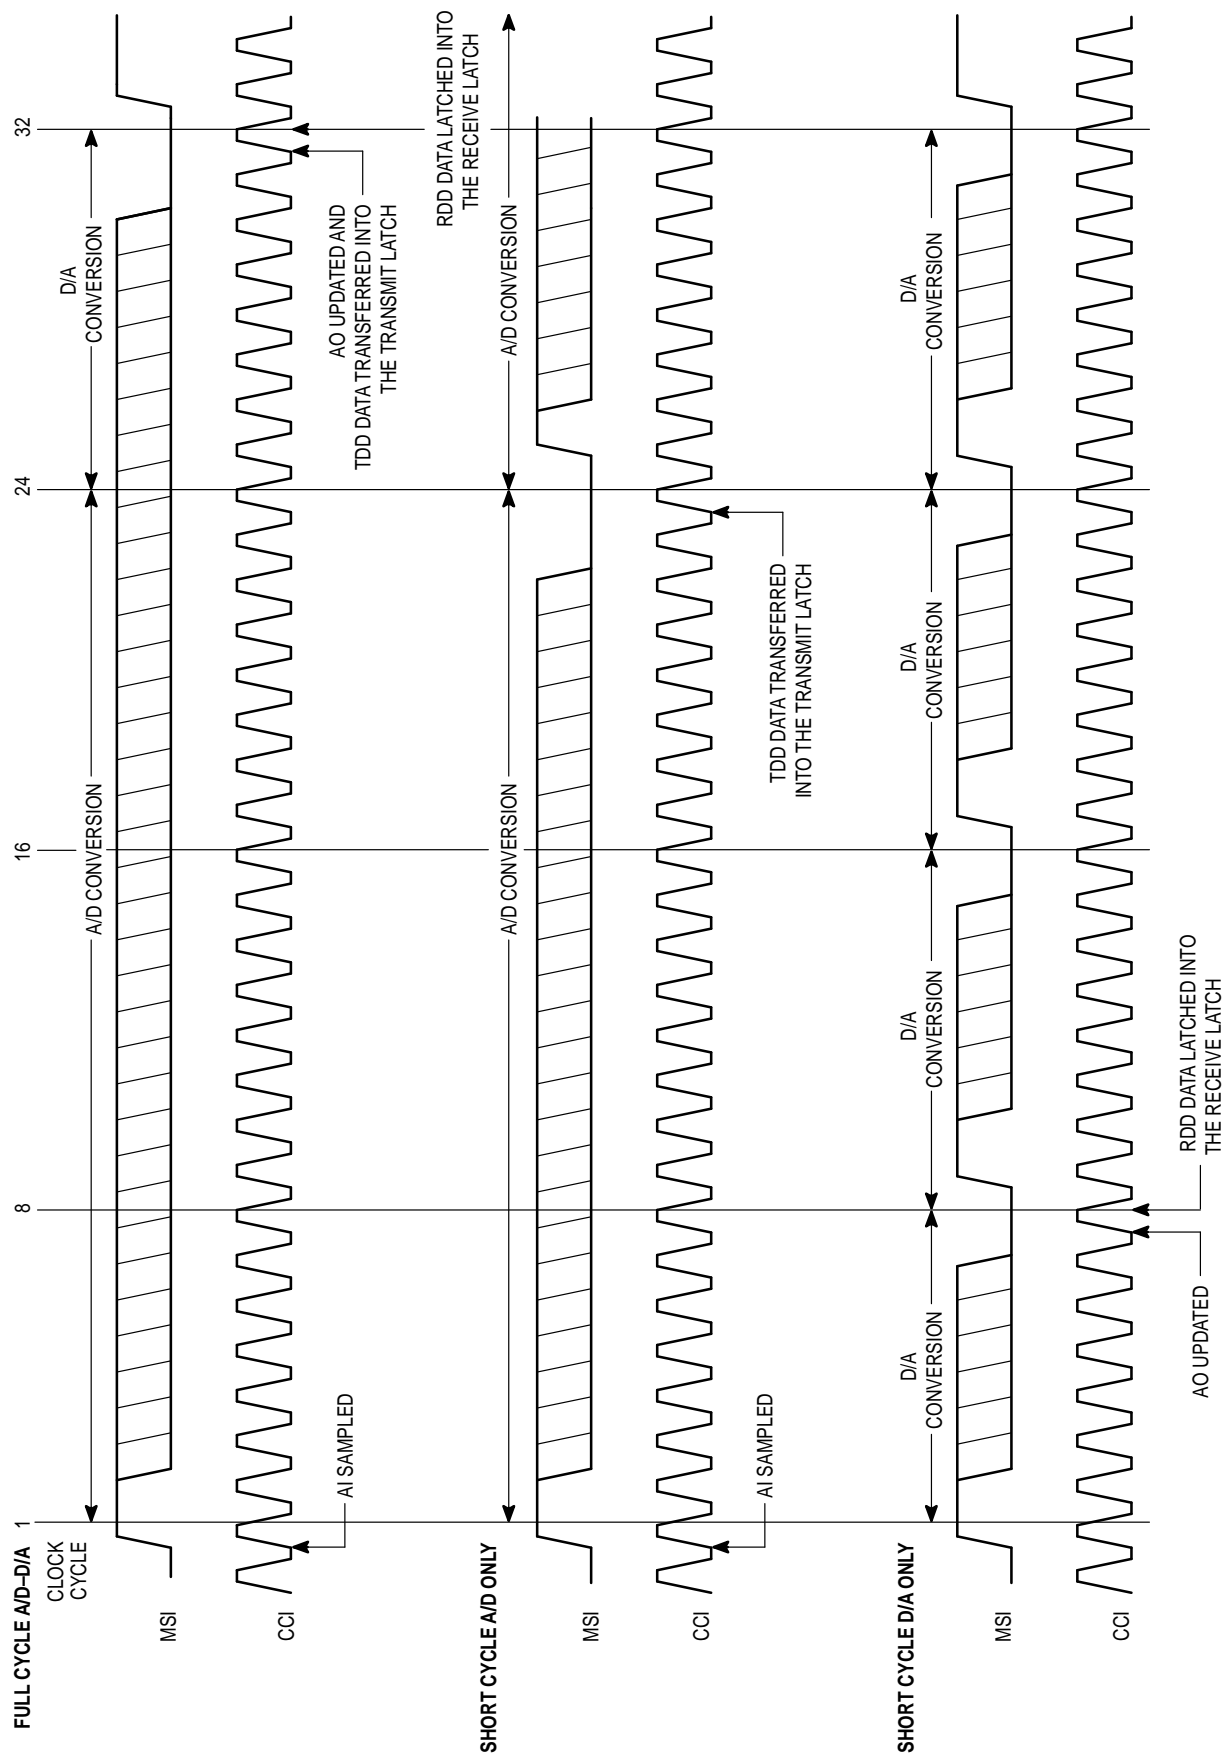 FULL CYCLE A/D–D/A
CLOCK
CYCLE
1
8
16
24
32
A/D CONVERSION
D/A
CONVERSION
MSI
CCI
AI SAMPLED
AO UPDATED AND
TDD DATA TRANSFERRED INTO
THE TRANSMIT LATCH
RDD DATA LATCHED INTO
THE RECEIVE LATCH
SHORT CYCLE A/D ONLY
A/D CONVERSION
A/D CONVERSION
MSI
CCI
AI SAMPLED
TDD DATA TRANSFERRED
INTO THE TRANSMIT LATCH
SHORT CYCLE D/A ONLY
D/A
CONVERSION
D/A
CONVERSION
D/A
CONVERSION
D/A
CONVERSION
MSI
CCI
AO UPDATED
RDD DATA LATCHED INTO
THE RECEIVE LATCH